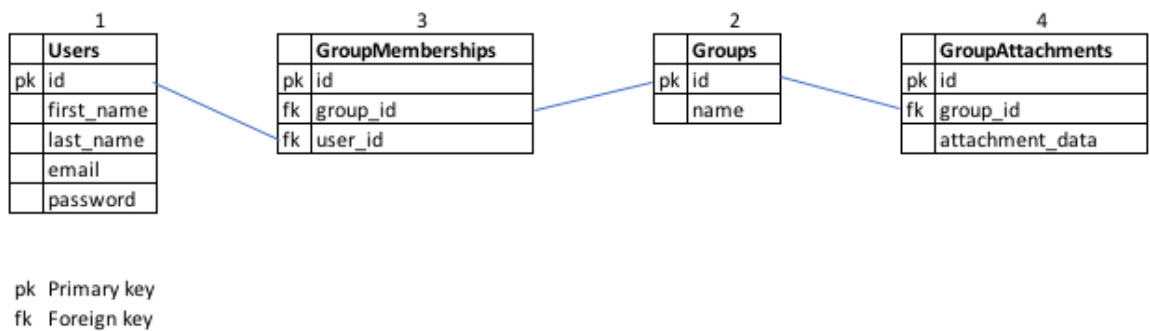 1 3 2 4
Users GroupMemberships Groups GroupAttachments
pk id pk id pk id pk id
first_name fk group_id name fk group_id
last_name fk user_id attachment_data
email
password
pk Primary key
fk Foreign key